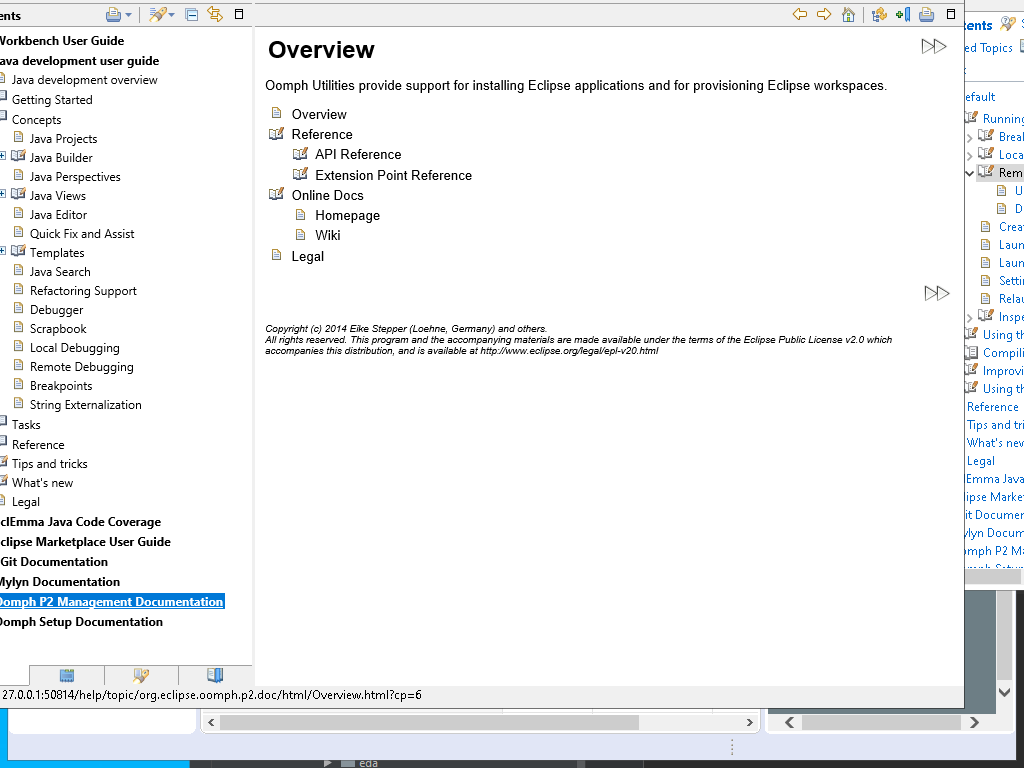 ents
Workbench User Guide
ava development user guide
Java development overview
Getting Started
Concepts
Java Projects
Java Builder
Java Perspectives
Java Views
Java Editor
Quick Fix and Assist
Templates
Java Search
Refactoring Support
Debugger
Scrapbook
Local Debugging
Remote Debugging
Breakpoints
String Externalization
Tasks
Reference
Tips and tricks
What's new
Legal
clEmma Java Code Coverage
clipse Marketplace User Guide
Git Documentation
Mylyn Documentation
Oomph P2 Management Documentation
Oomph Setup Documentation
27.0.0.1:50814/help/topic/org.eclipse.oomph.p2.doc/html/Overview.html?cp=6
Overview
Oomph Utilities provide support for installing Eclipse applications and for provisioning Eclipse workspaces.
Overview
Reference
API Reference
Extension Point Reference
Online Docs
Homepage
Wiki
Legal
Copyright (c) 2014 Eike Stepper (Loehne, Germany) and others.
All rights reserved. This program and the accompanying materials are made available under the terms of the Eclipse Public License v2.0 which
accompanies this distribution, and is available at http://www.eclipse.org/legal/epl-v20.html
ents
ed Topics
efault
Running
Brea
Loca
Rem
U
D
Crea
Laun
Laun
Settin
Relau
Inspe
Using th
Compili
Improvi
Using th
Reference
Tips and tri
What's new
Legal
Emma Java
lipse Marke
it Documen
ylyn Docum
omph P2 Ma
eda